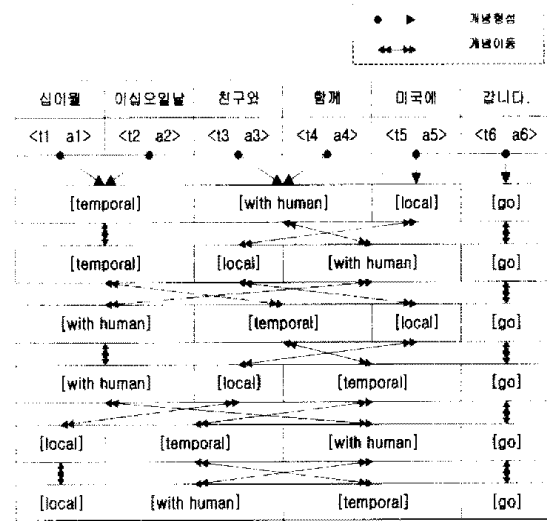 개념형성
개념이동
십이월 이십오일날 친구와 함께 미국에 갑니다.
<t1 a1> <t2 a2> <t3 a3> <t4 a4> <t5 a5> <t6 a6>
[temporal] [with human] [local] [go]
[temporal] [local] [with human] [go]
[with human] [temporal] [local] [go]
[with human] [local] [temporal] [go]
[local] [temporal] [with human] [go]
[local] [with human] [temporal] [go]